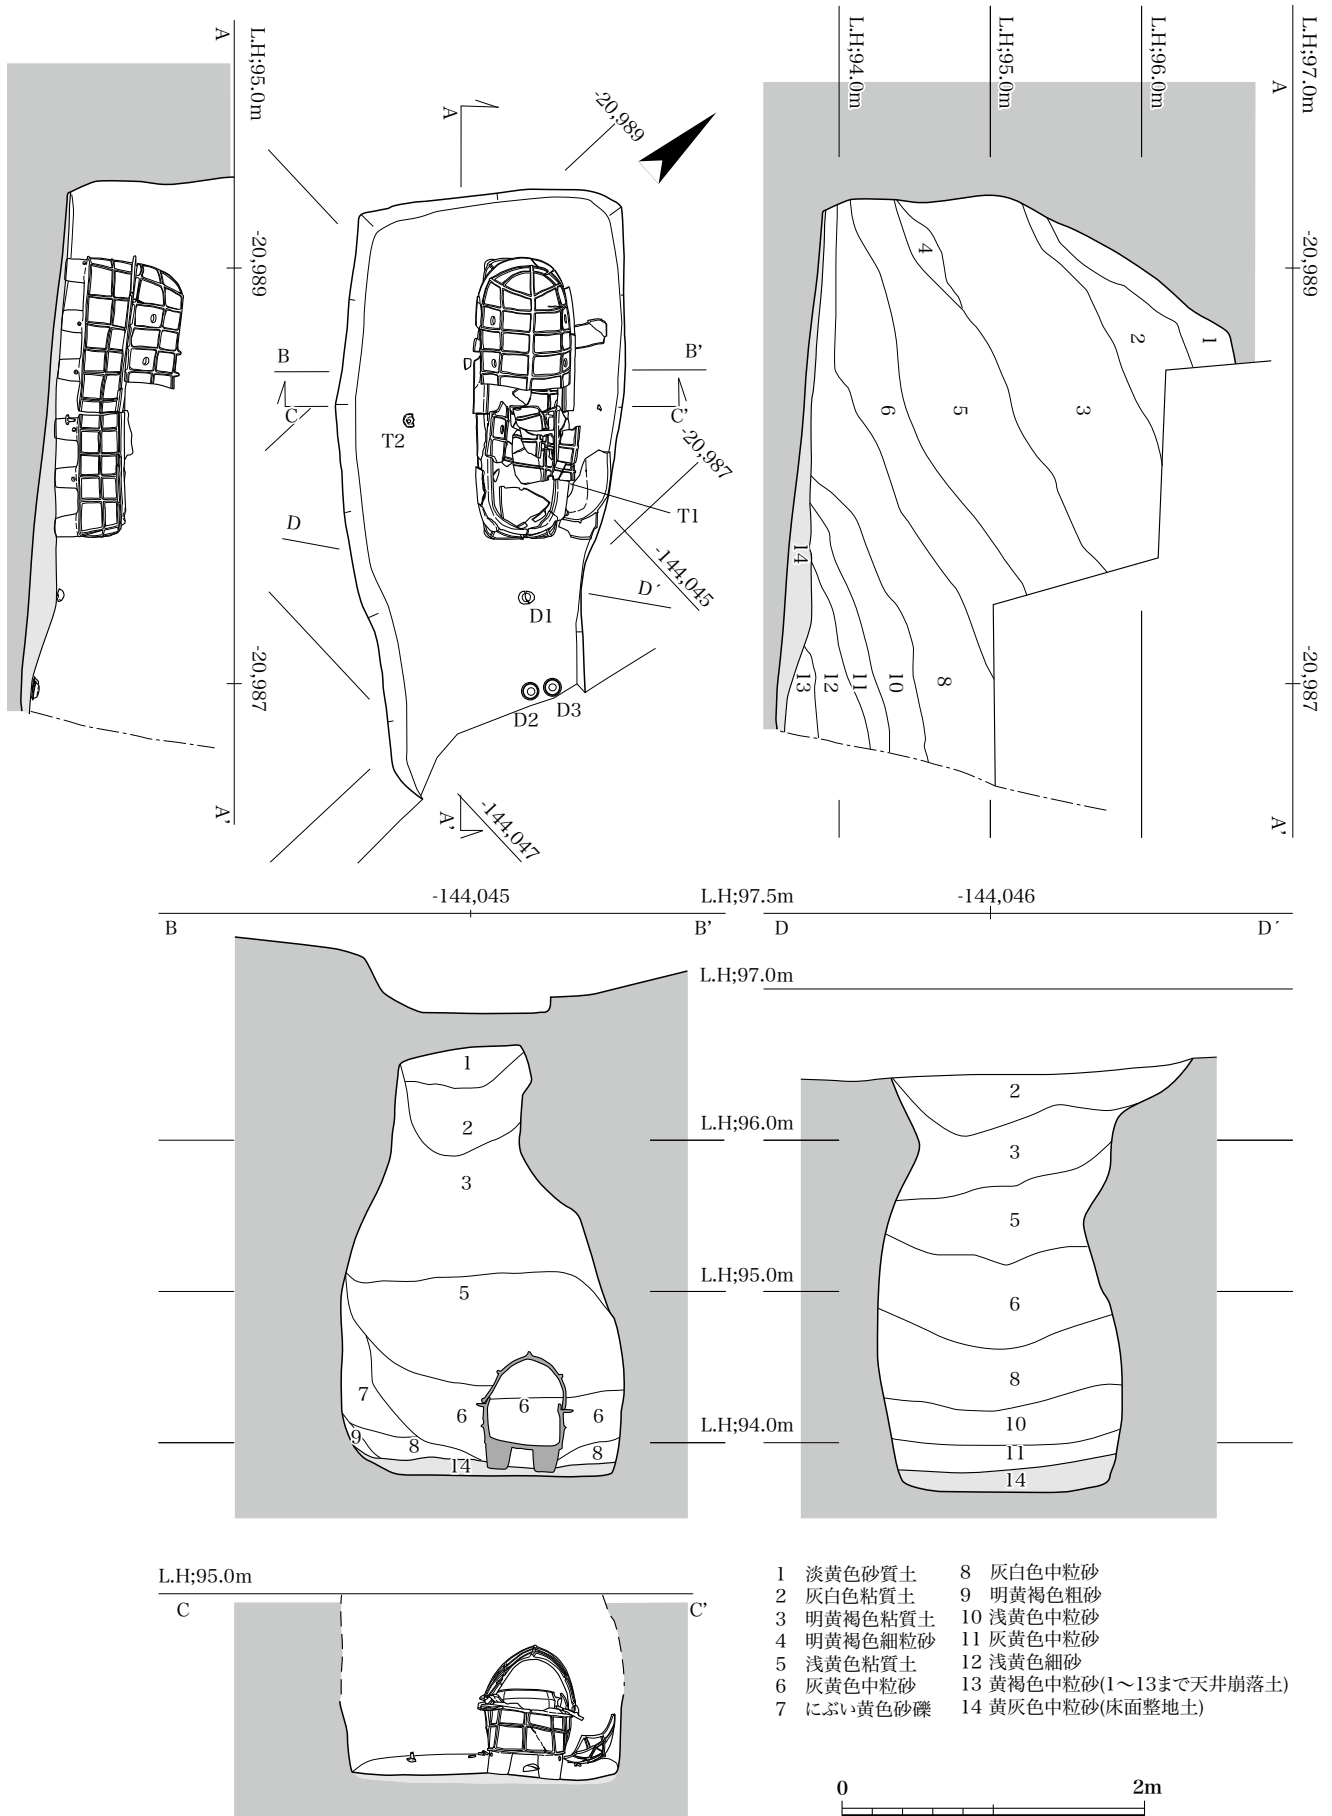 A
L.H;95.0m
-20,989
-20,987
A'
A
-20,989
B
B'
C
C'
T2
-20,987
T1
D
D´
-144,045
D1
D2
D3
A'
-144,047
L.H;94.0m
L.H;95.0m
L.H;96.0m
L.H;97.0m
A
-20,989
-20,987
A'
4
1
2
3
5
6
14
13
12
11
10
8
-144,045
L.H;97.5m
-144,046
B
B'
D
D´
L.H;97.0m
1
2
3
5
6
6
6
7
8
8
9
14
L.H;96.0m
L.H;95.0m
L.H;94.0m
2
3
5
6
8
10
11
14
L.H;95.0m
C
C'
1 淡黄色砂質土
2 灰白色粘質土
3 明黄褐色粘質土
4 明黄褐色細粒砂
5 浅黄色粘質土
6 灰黄色中粒砂
7 にぶい黄色砂礫
8 灰白色中粒砂
9 明黄褐色粗砂
10 浅黄色中粒砂
11 灰黄色中粒砂
12 浅黄色細砂
13 黄褐色中粒砂(1〜13まで天井崩落土)
14 黄灰色中粒砂(床面整地土)
0 2m